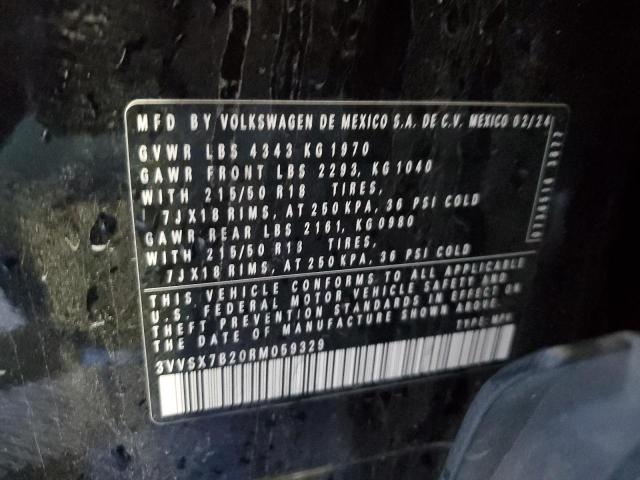 MFD BY VOLKSWAGEN DE MEXICO S.A. DE C.V. MEXICO 02/24
GVWR LBS 4343 KG 1970
GAWR FRONT LBS 2293, KG 1040
WITH 215/50 R18 TIRES,
7JX18 RIMS, AT 250 KPA, 36 PSI COLD
GAWR REAR LBS 2161, KG 0980
WITH 215/50 R18 TIRES,
7JX18 RIMS, AT 250 KPA, 36 PSI COLD
THIS VEHICLE CONFORMS TO ALL APPLICABLE
U.S. FEDERAL MOTOR VEHICLE SAFETY AND
THEFT PREVENTION STANDARDS IN EFFECT ON
THE DATE OF MANUFACTURE SHOWN ABOVE.
3VVSX7B20RM059329 TYPE: MPV